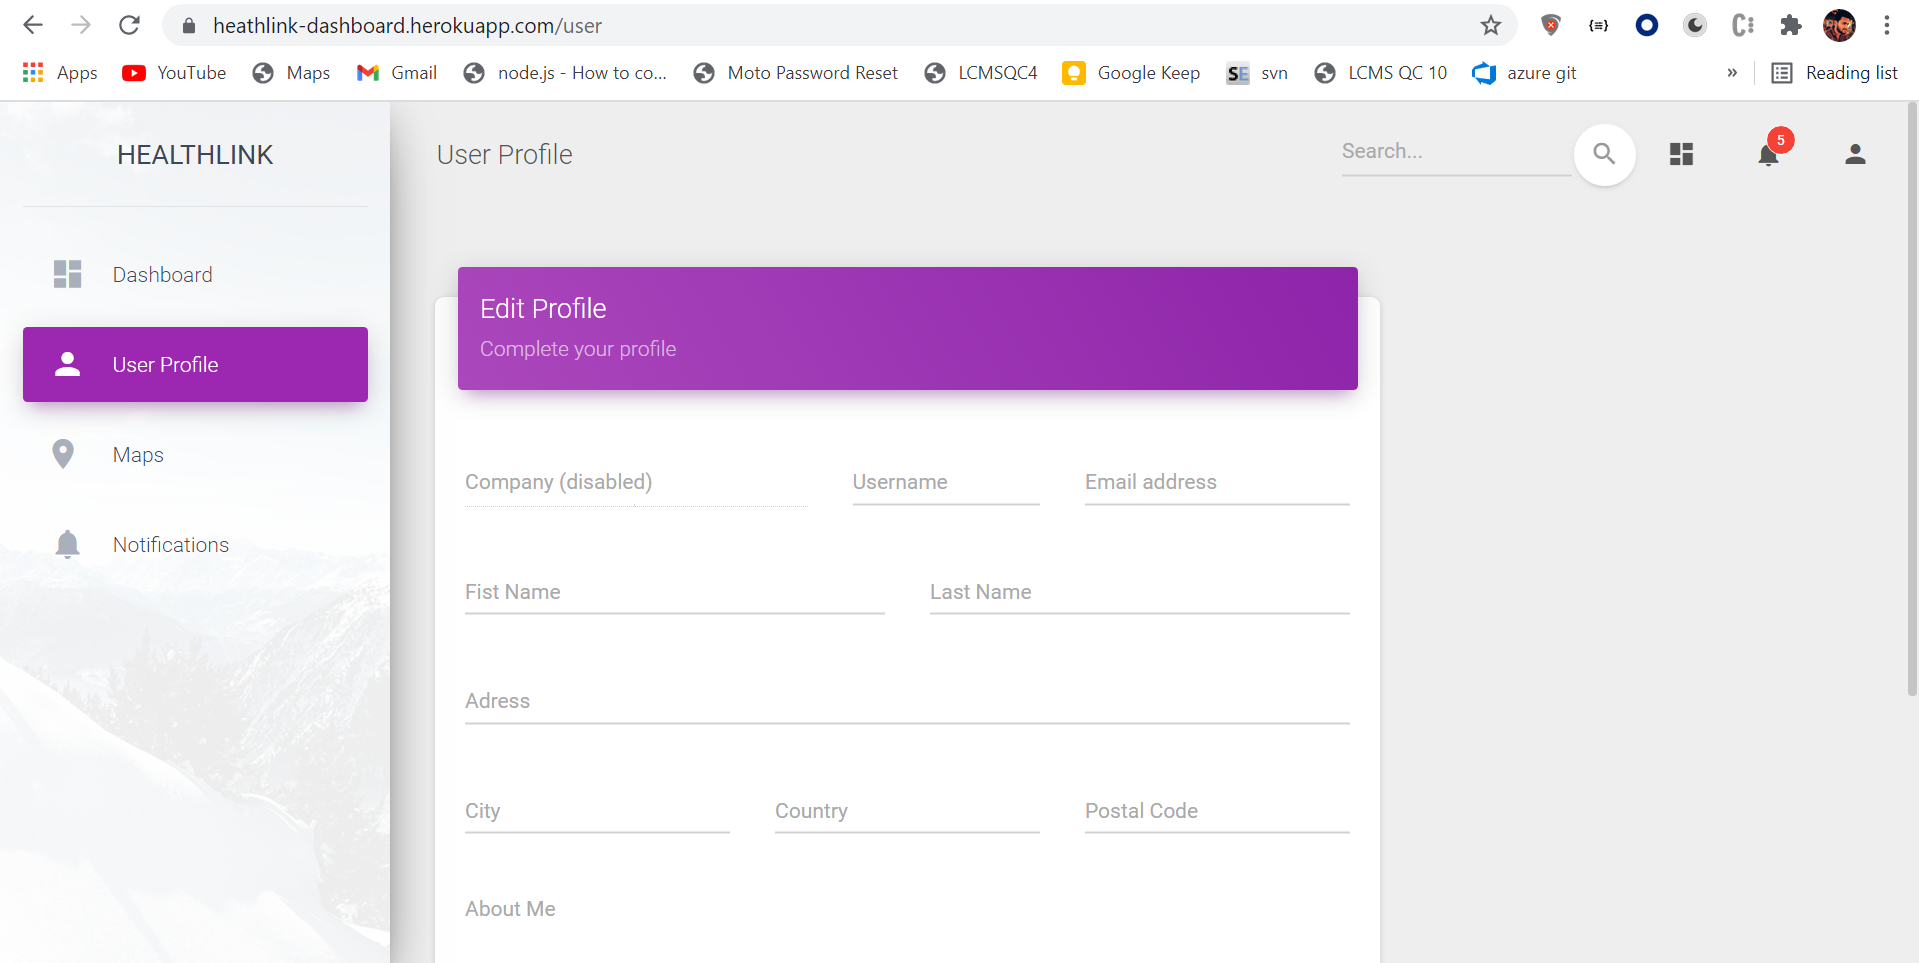 heathlink-dashboard.herokuapp.com/user
Apps YouTube Maps Gmail node.js - How to co... Moto Password Reset LCMSQC4 Google Keep SE svn LCMS QC 10 azure git » Reading list
HEALTHLINK
User Profile
Search...
5
Dashboard
User Profile
Maps
Notifications
Edit Profile
Complete your profile
Company (disabled) Username Email address
Fist Name Last Name
Adress
City Country Postal Code
About Me